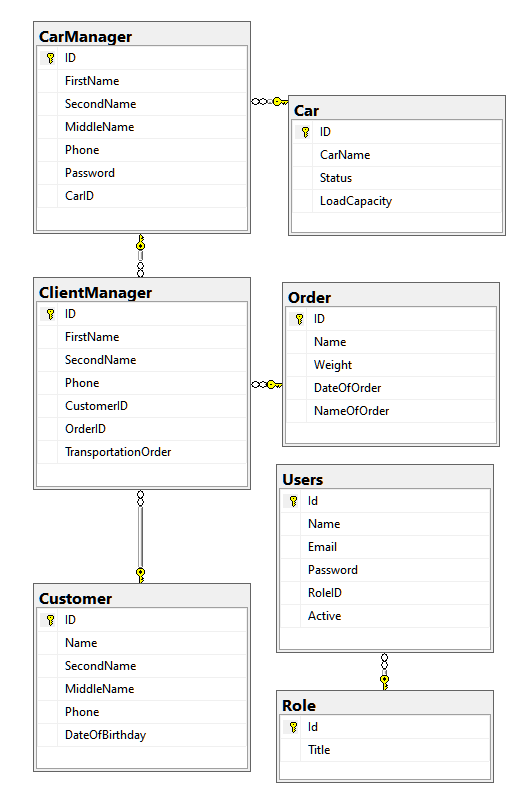 CarManager
ID
FirstName
SecondName
MiddleName
Phone
Password
CarID
Car
ID
CarName
Status
LoadCapacity
ClientManager
ID
FirstName
SecondName
Phone
CustomerID
OrderID
TransportationOrder
Order
ID
Name
Weight
DateOfOrder
NameOfOrder
Users
Id
Name
Email
Password
RoleID
Active
Customer
ID
Name
SecondName
MiddleName
Phone
DateOfBirthday
Role
Id
Title